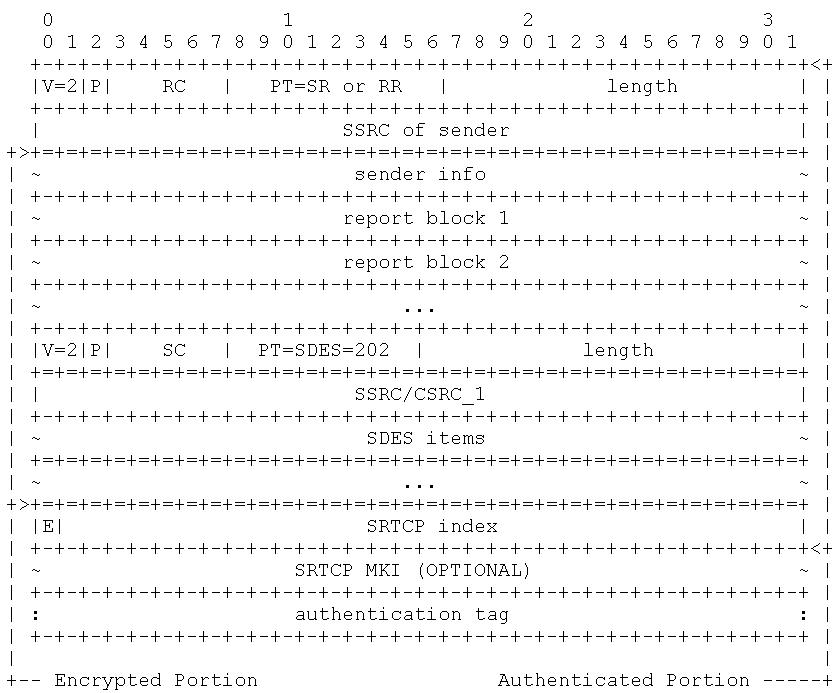 0                   1                   2                   3
    0 1 2 3 4 5 6 7 8 9 0 1 2 3 4 5 6 7 8 9 0 1 2 3 4 5 6 7 8 9 0 1
  +-+-+-+-+-+-+-+-+-+-+-+-+-+-+-+-+-+-+-+-+-+-+-+-+-+-+-+-+-+-+-+-+<+
  |V=2|P|    RC   |   PT=SR or RR   |             length          | |
  +-+-+-+-+-+-+-+-+-+-+-+-+-+-+-+-+-+-+-+-+-+-+-+-+-+-+-+-+-+-+-+-+ |
  |                         SSRC of sender                        | |
+>+=+=+=+=+=+=+=+=+=+=+=+=+=+=+=+=+=+=+=+=+=+=+=+=+=+=+=+=+=+=+=+=+ |
| ~                          sender info                          ~ |
| +-+-+-+-+-+-+-+-+-+-+-+-+-+-+-+-+-+-+-+-+-+-+-+-+-+-+-+-+-+-+-+-+ |
| ~                         report block 1                        ~ |
| +-+-+-+-+-+-+-+-+-+-+-+-+-+-+-+-+-+-+-+-+-+-+-+-+-+-+-+-+-+-+-+-+ |
| ~                         report block 2                        ~ |
| +-+-+-+-+-+-+-+-+-+-+-+-+-+-+-+-+-+-+-+-+-+-+-+-+-+-+-+-+-+-+-+-+ |
| ~                              ...                              ~ |
| +-+-+-+-+-+-+-+-+-+-+-+-+-+-+-+-+-+-+-+-+-+-+-+-+-+-+-+-+-+-+-+-+ |
| |V=2|P|    SC   |  PT=SDES=202  |             length            | |
| +=+=+=+=+=+=+=+=+=+=+=+=+=+=+=+=+=+=+=+=+=+=+=+=+=+=+=+=+=+=+=+=+ |
| |                          SSRC/CSRC_1                          | |
| +-+-+-+-+-+-+-+-+-+-+-+-+-+-+-+-+-+-+-+-+-+-+-+-+-+-+-+-+-+-+-+-+ |
| ~                           SDES items                          ~ |
| +=+=+=+=+=+=+=+=+=+=+=+=+=+=+=+=+=+=+=+=+=+=+=+=+=+=+=+=+=+=+=+=+ |
| ~                              ...                              ~ |
+>+=+=+=+=+=+=+=+=+=+=+=+=+=+=+=+=+=+=+=+=+=+=+=+=+=+=+=+=+=+=+=+=+ |
| |E|                         SRTCP index                         | |
| +-+-+-+-+-+-+-+-+-+-+-+-+-+-+-+-+-+-+-+-+-+-+-+-+-+-+-+-+-+-+-+-+<+
| ~                     SRTCP MKI (OPTIONAL)                      ~ |
| +-+-+-+-+-+-+-+-+-+-+-+-+-+-+-+-+-+-+-+-+-+-+-+-+-+-+-+-+-+-+-+-+ |
| :                     authentication tag                        : |
| +-+-+-+-+-+-+-+-+-+-+-+-+-+-+-+-+-+-+-+-+-+-+-+-+-+-+-+-+-+-+-+-+ |
|                                                                   |
+-- Encrypted Portion                    Authenticated Portion -----+